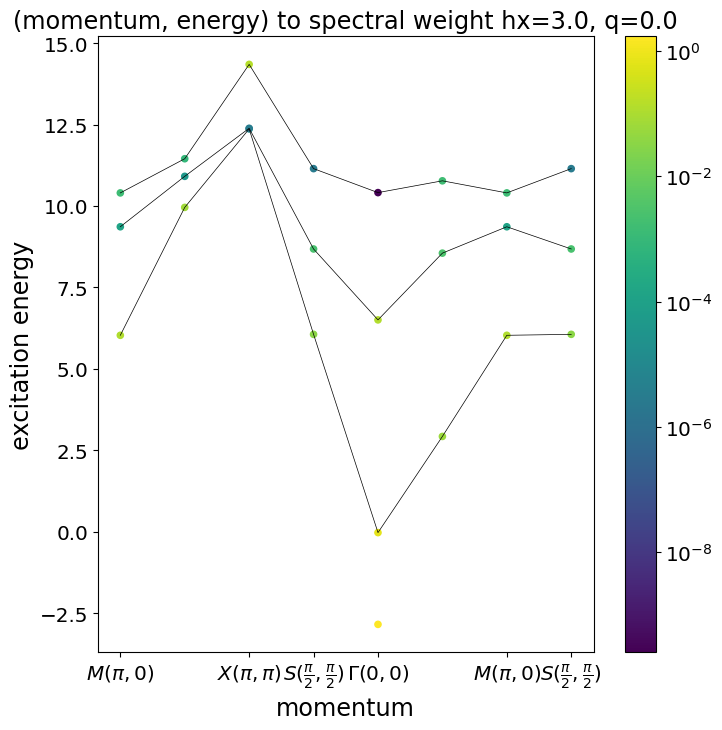 (momentum, energy) to spectral weight hx=3.0, q=0.0
excitation energy
15.0
12.5
10.0
7.5
5.0
2.5
0.0
−2.5
M(π, 0)
X(π, π)
S(π/2, π/2)
Γ(0, 0)
M(π, 0)
S(π/2, π/2)
momentum
10⁰
10⁻²
10⁻⁴
10⁻⁶
10⁻⁸